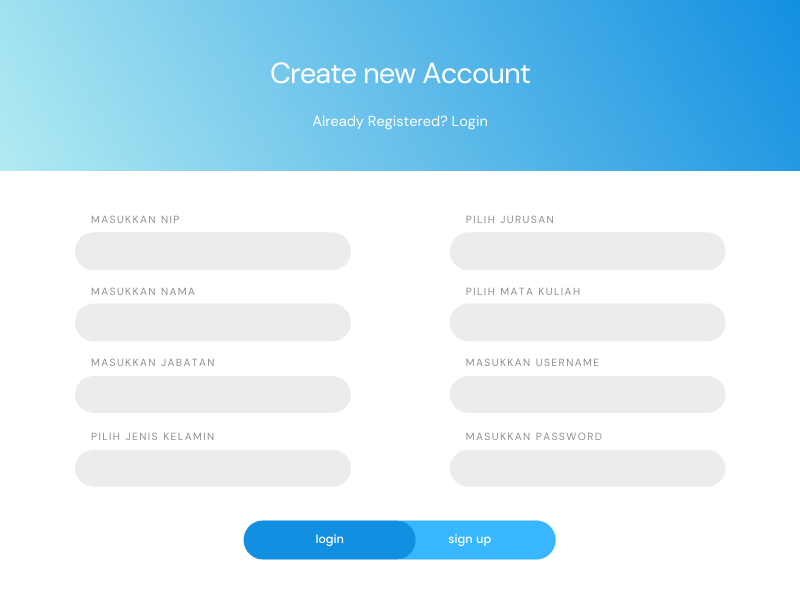 Create new Account
Already Registered? Login
MASUKKAN NIP
MASUKKAN NAMA
MASUKKAN JABATAN
PILIH JENIS KELAMIN
PILIH JURUSAN
PILIH MATA KULIAH
MASUKKAN USERNAME
MASUKKAN PASSWORD
login
sign up